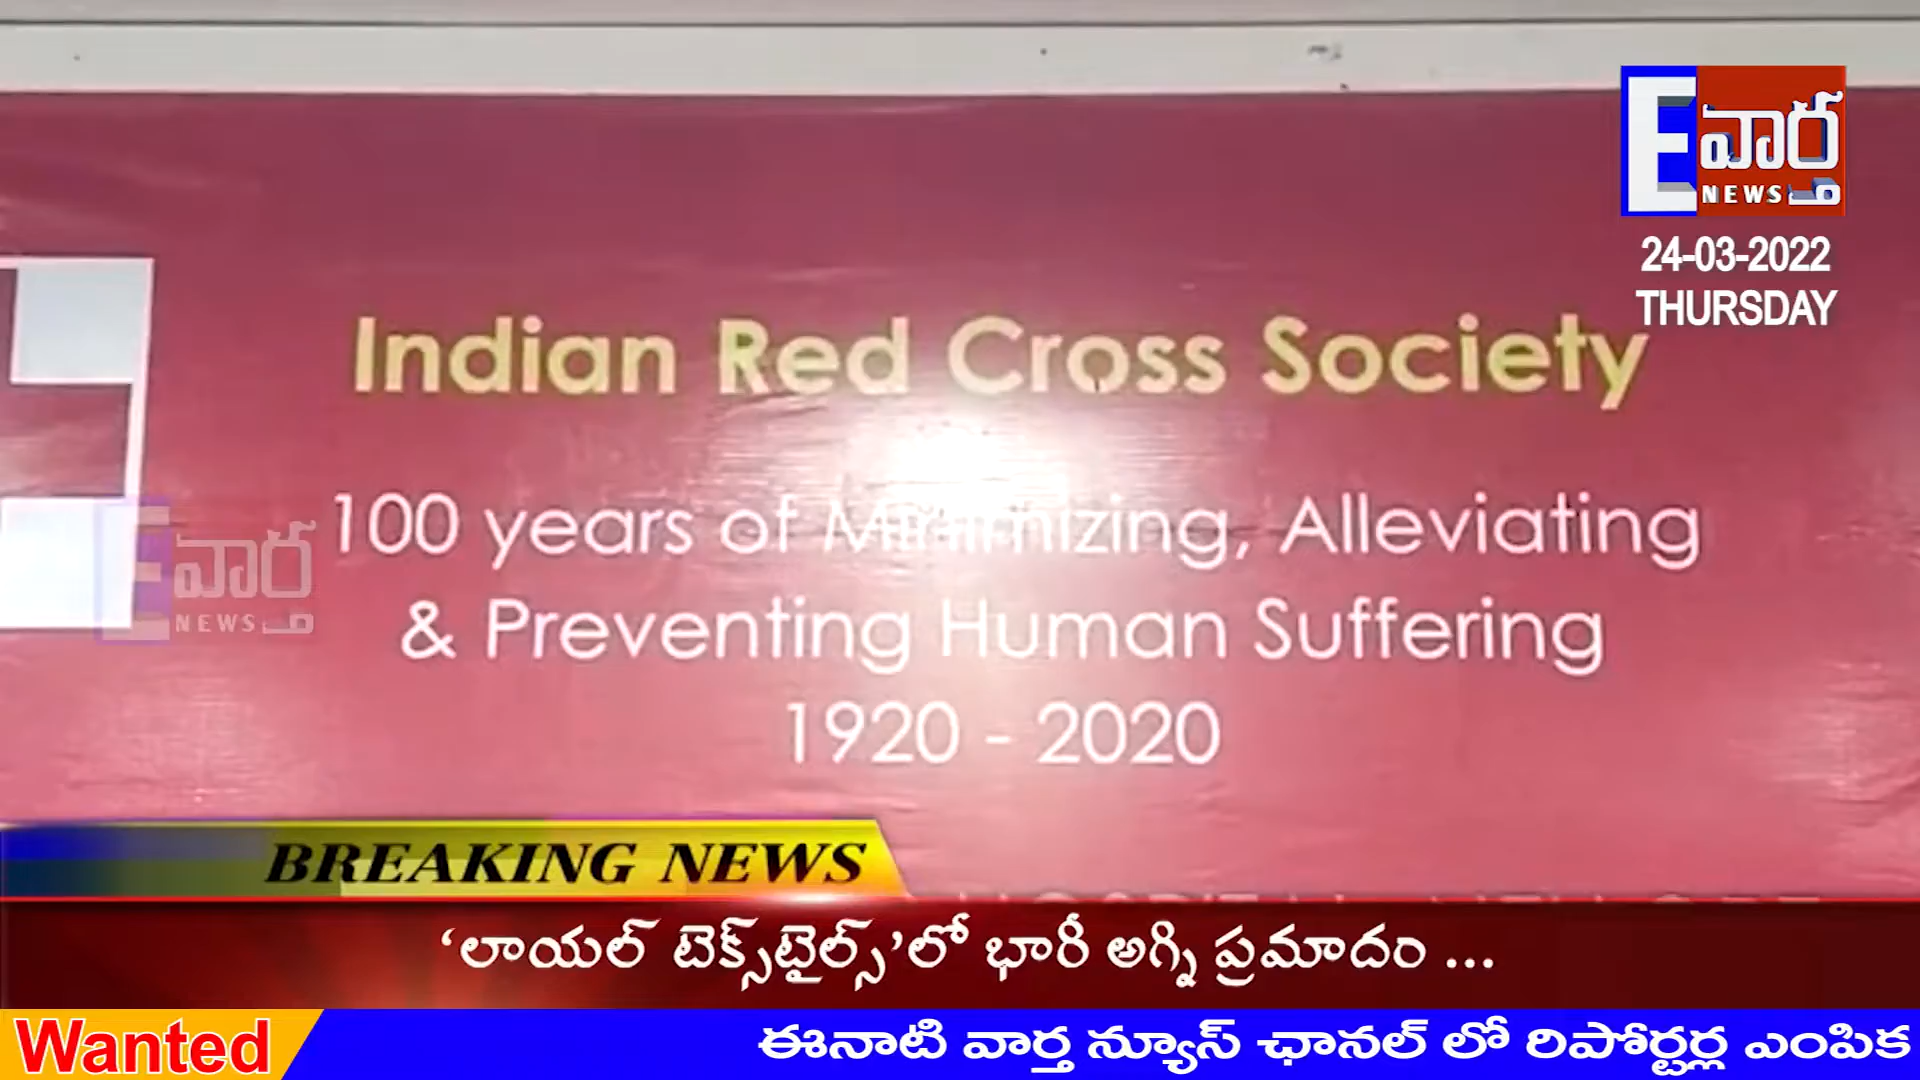 E వార్త
NEWS
24-03-2022
THURSDAY
Indian Red Cross Society
100 years of Minimizing, Alleviating
& Preventing Human Suffering
1920 - 2020
E వార్త
NEWS
BREAKING NEWS
‘లాయల్ టెక్స్‌టైల్స్’లో భారీ అగ్ని ప్రమాదం ...
Wanted
ఈనాటి వార్త న్యూస్ ఛానల్ లో రిపోర్టర్ల ఎంపిక